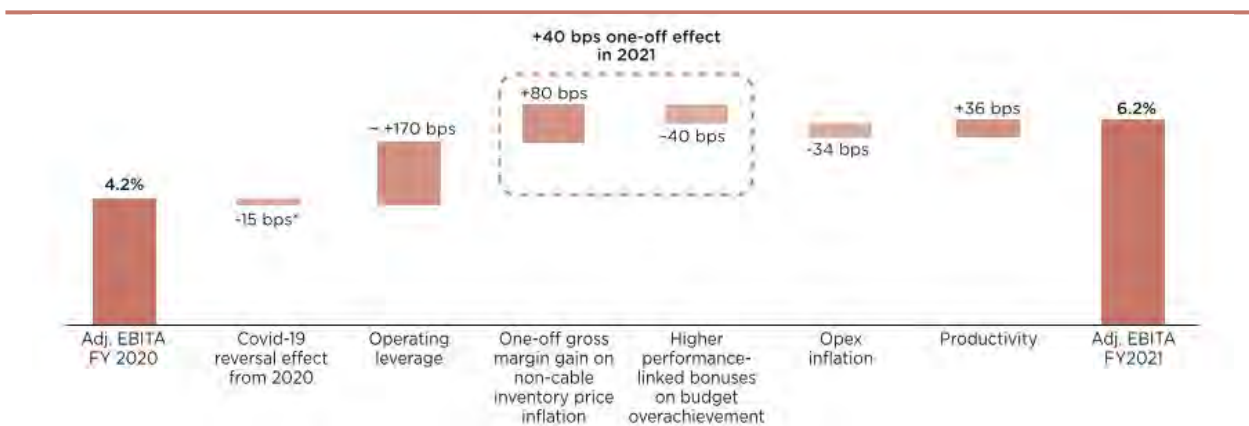 +40 bps one-off effect
in 2021
+80 bps
+36 bps
6.2%
~ +170 bps
-40 bps
-34 bps
4.2%
-15 bps*
Adj. EBITA
FY 2020
Covid-19
reversal effect
from 2020
Operating
leverage
One-off gross
margin gain on
non-cable
inventory price
inflation
Higher
performance-
linked bonuses
on budget
overachievement
Opex
inflation
Productivity
Adj. EBITA
FY2021